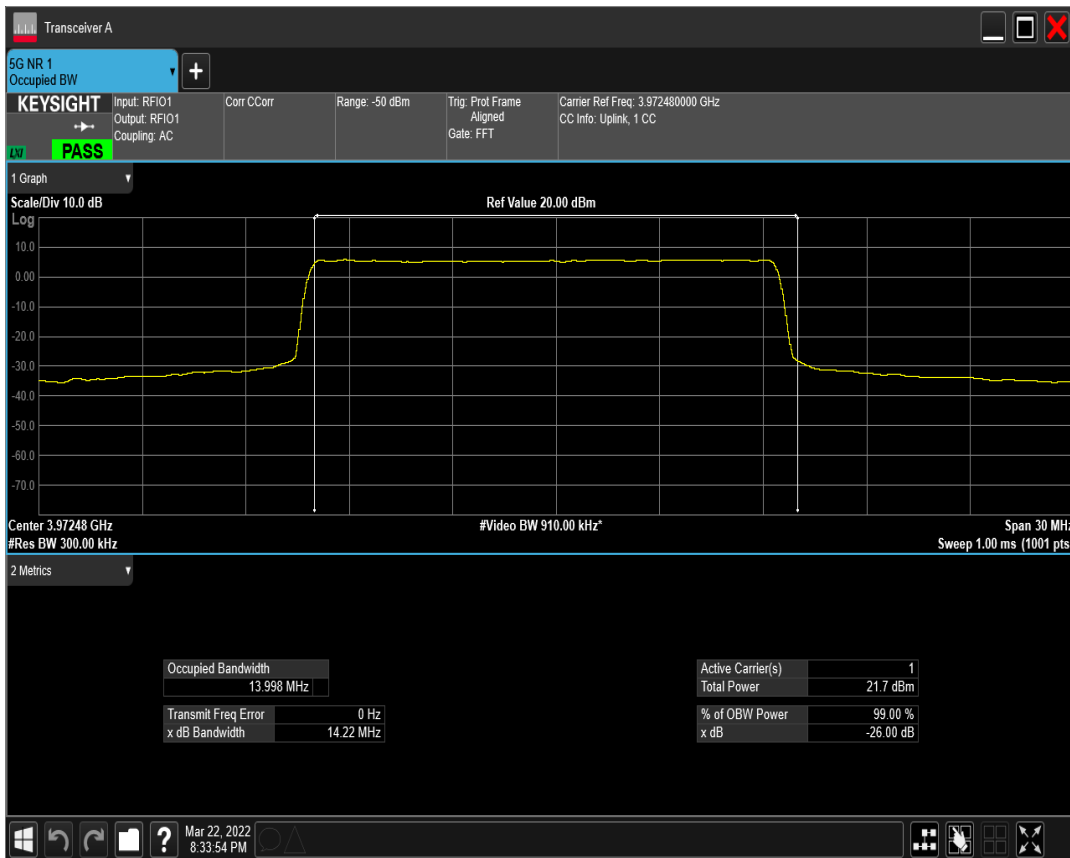 Transceiver A
5G NR 1
Occupied BW
KEYSIGHT
LXI
PASS
Input: RFIO1
Output: RFIO1
Coupling: AC
Corr CCorr
Range: -50 dBm
Trig: Prot Frame
Aligned
Gate: FFT
Carrier Ref Freq: 3.972480000 GHz
CC Info: Uplink, 1 CC
1 Graph
Scale/Div 10.0 dB
Ref Value 20.00 dBm
Log
10.0
0.00
-10.0
-20.0
-30.0
-40.0
-50.0
-60.0
-70.0
Center 3.97248 GHz
#Video BW 910.00 kHz*
Span 30 MHz
#Res BW 300.00 kHz
Sweep 1.00 ms (1001 pts
2 Metrics
Occupied Bandwidth
13.998 MHz
Transmit Freq Error 0 Hz
x dB Bandwidth 14.22 MHz
Active Carrier(s) 1
Total Power 21.7 dBm
% of OBW Power 99.00 %
x dB -26.00 dB
?
Mar 22, 2022
8:33:54 PM